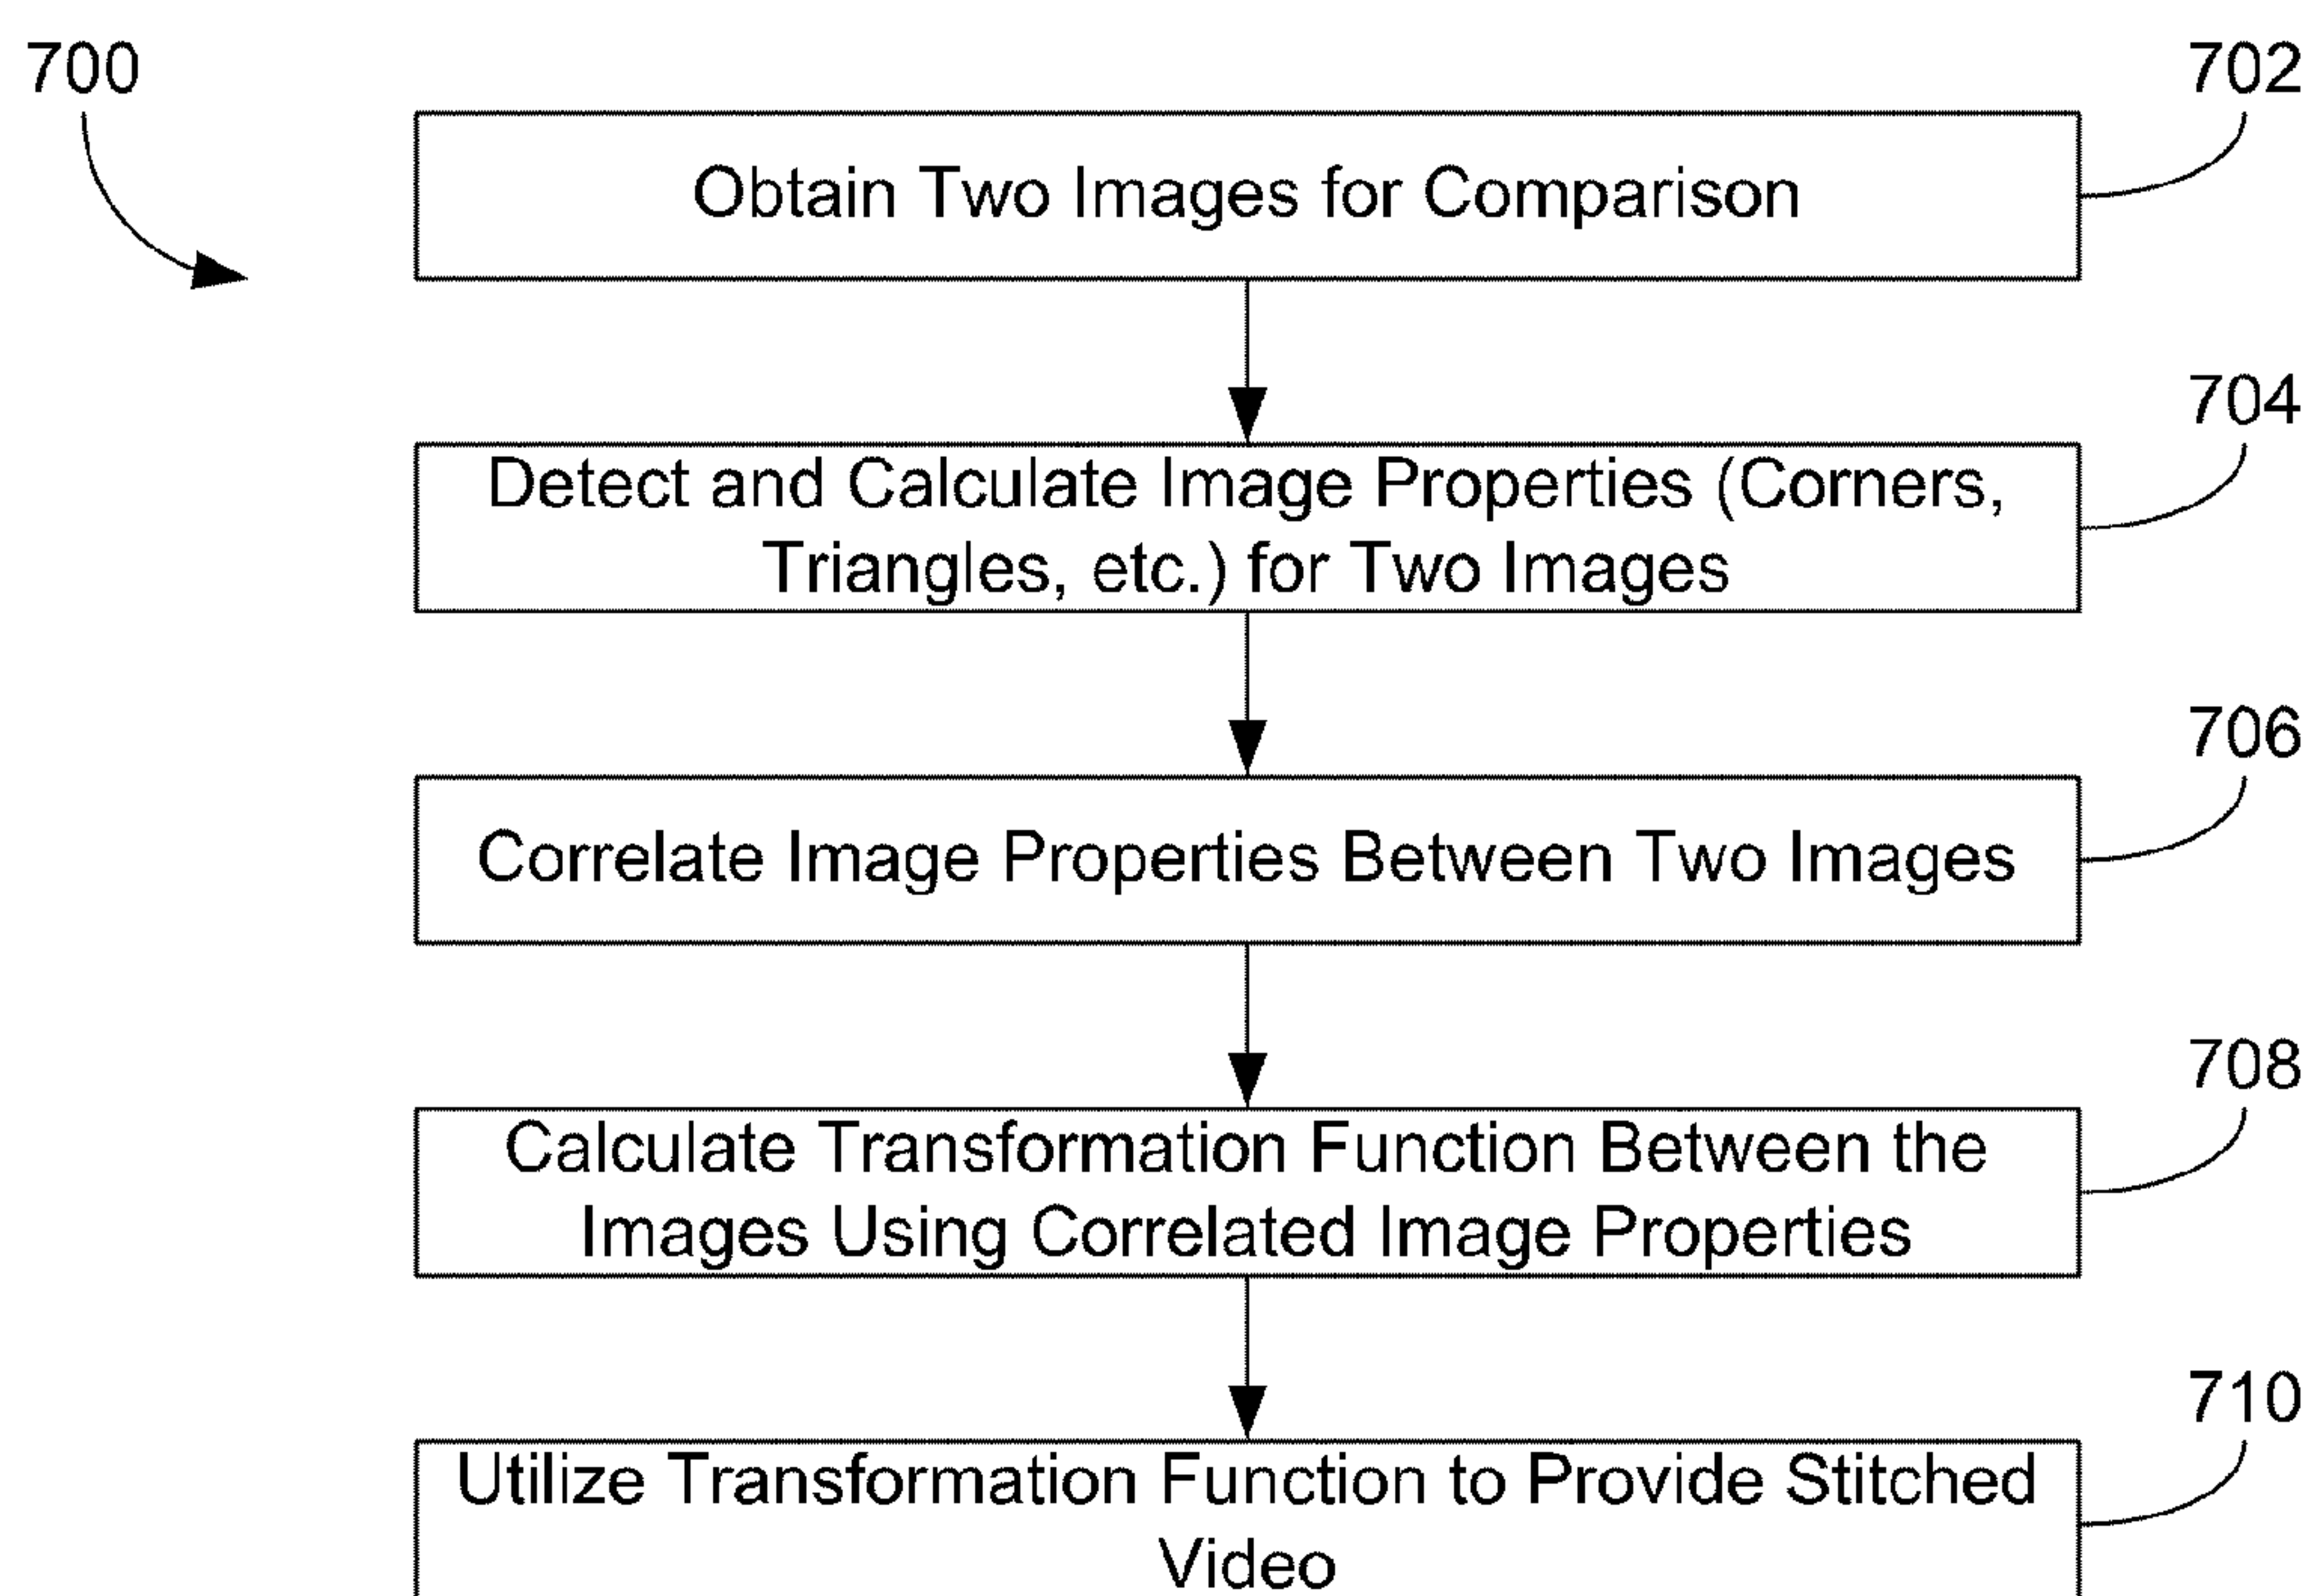 700
702
Obtain Two Images for Comparison
704
Detect and Calculate Image Properties (Corners,
Triangles, etc.) for Two Images
706
Correlate Image Properties Between Two Images
708
Calculate Transformation Function Between the
Images Using Correlated Image Properties
710
Utilize Transformation Function to Provide Stitched
Video